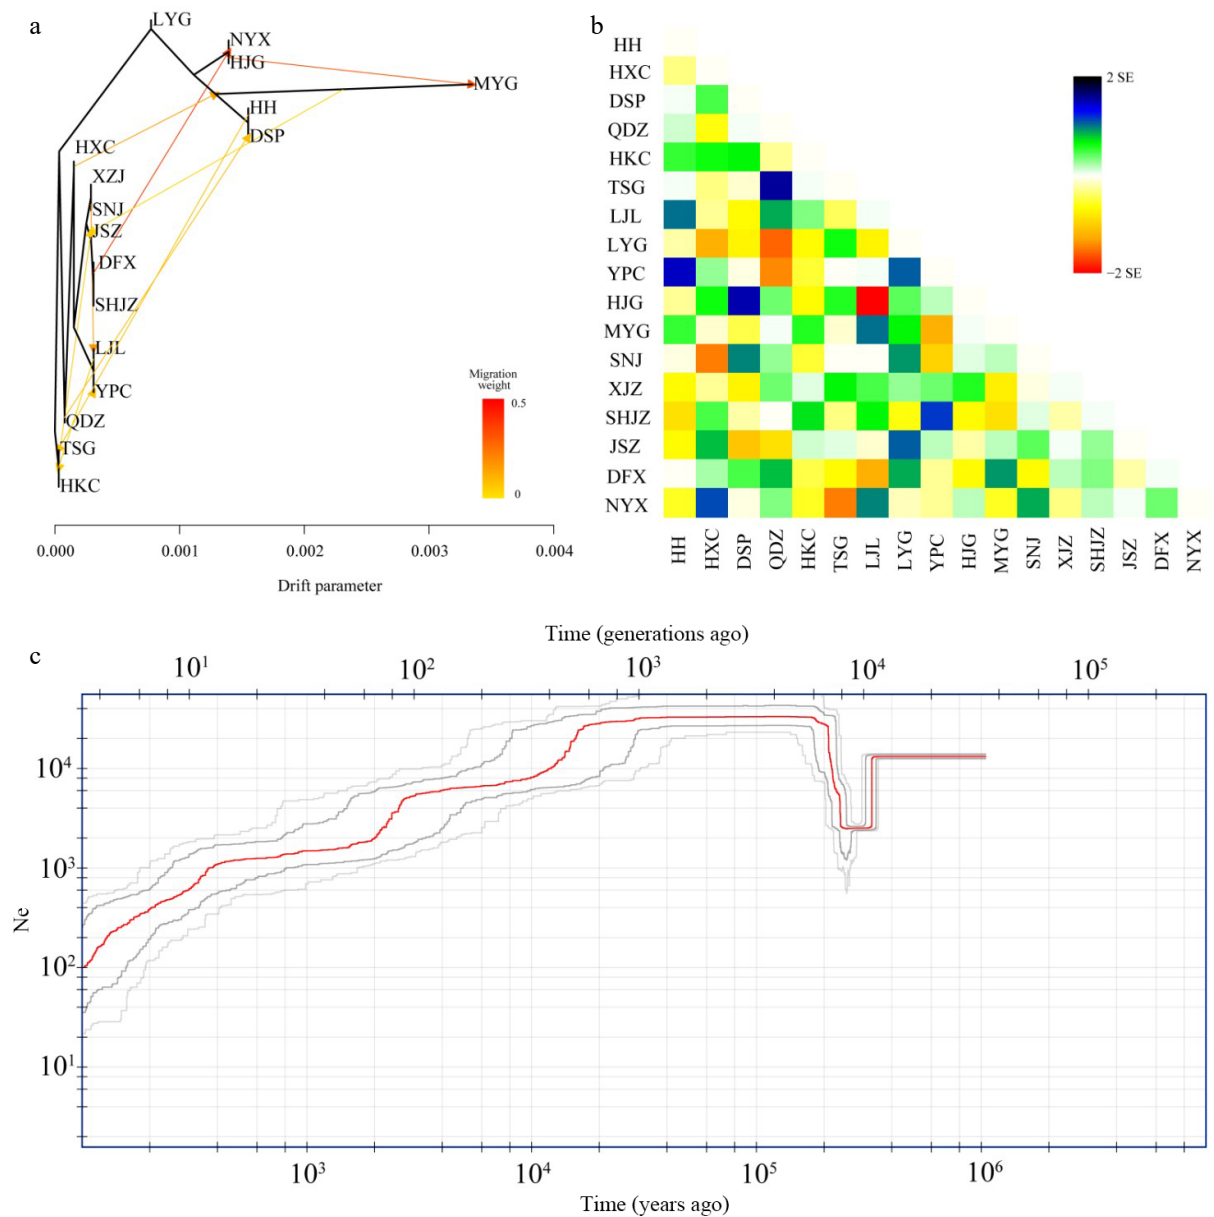 a
LYG
NYX
HJG
MYG
HH
DSP
HXC
XZJ
SNJ
JSZ
DFX
SHJZ
LJL
YPC
QDZ
TSG
HKC
Migration
weight
0.5
0
0.000 0.001 0.002 0.003 0.004
Drift parameter
b
HH
HXC
DSP
QDZ
HKC
TSG
LJL
LYG
YPC
HJG
MYG
SNJ
XJZ
SHJZ
JSZ
DFX
NYX
HH HXC DSP QDZ HKC TSG LJL LYG YPC HJG MYG SNJ XJZ SHJZ JSZ DFX NYX
2 SE
−2 SE
c
Time (generations ago)
10¹ 10² 10³ 10⁴ 10⁵
Ne
10⁴
10³
10²
10¹
10³ 10⁴ 10⁵ 10⁶
Time (years ago)